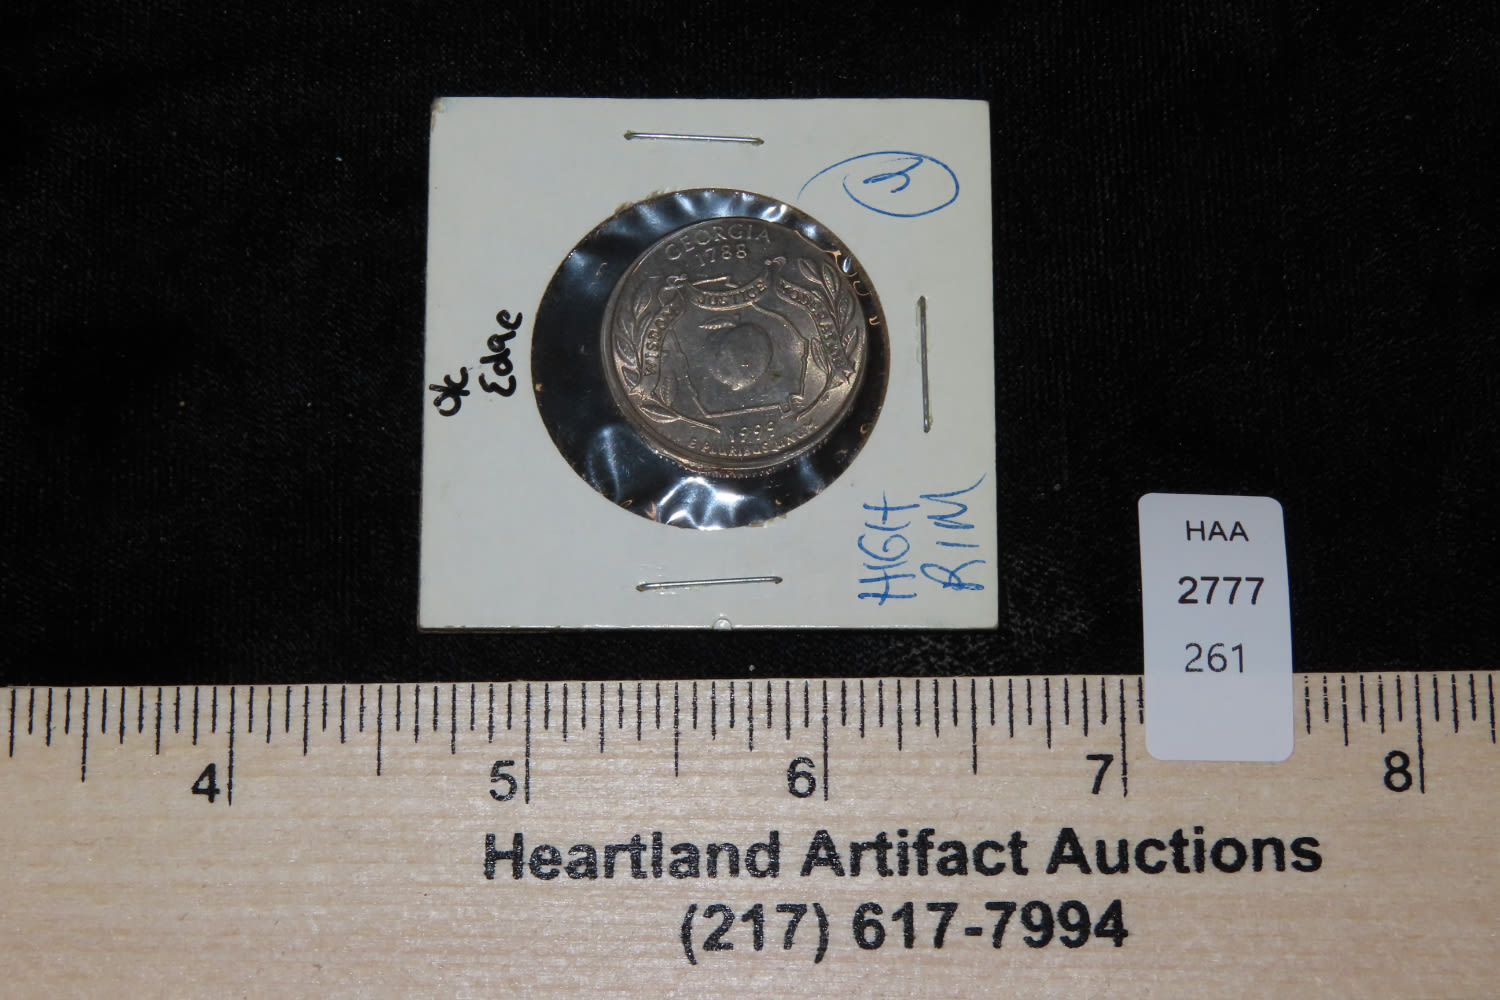 3
OK
Edge
GEORGIA
1788
WISDOM
JUSTICE
MODERATION
1999
E PLURIBUS UNUM
HIGH
RIM
HAA
2777
261
4 5 6 7 8
Heartland Artifact Auctions
(217) 617-7994